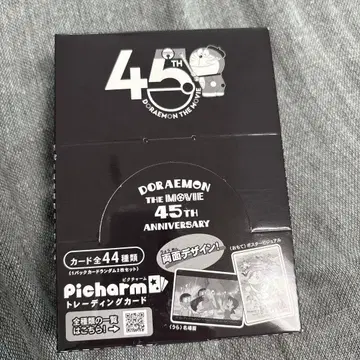 45TH
DORAEMON THE MOVIE
DORAEMON
THE MOVIE
45TH
ANNIVERSARY
カード全44種類
(1パックカードランダム3枚セット)
ピクチャーム
Picharm
トレーディングカード
全種類の一覧
はこちら!
両面デザイン!
(おもて)ポスタービジュアル
(うら)名場面